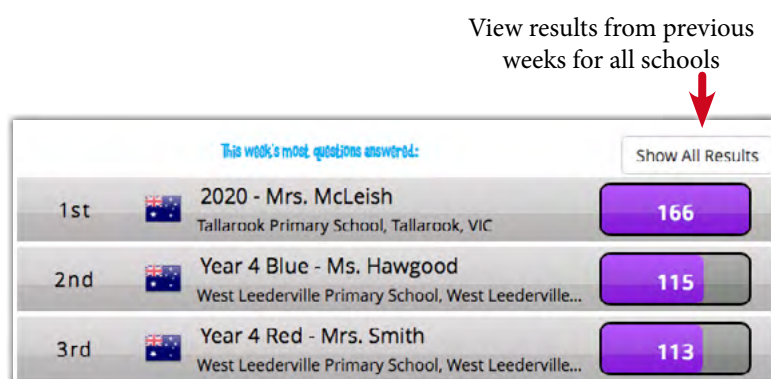 View results from previous
weeks for all schools
This week's most questions answered:
Show All Results
1st
2020 - Mrs. McLeish
Tallarook Primary School, Tallarook, VIC
166
2nd
Year 4 Blue - Ms. Hawgood
West Leederville Primary School, West Leederville...
115
3rd
Year 4 Red - Mrs. Smith
West Leederville Primary School, West Leederville...
113